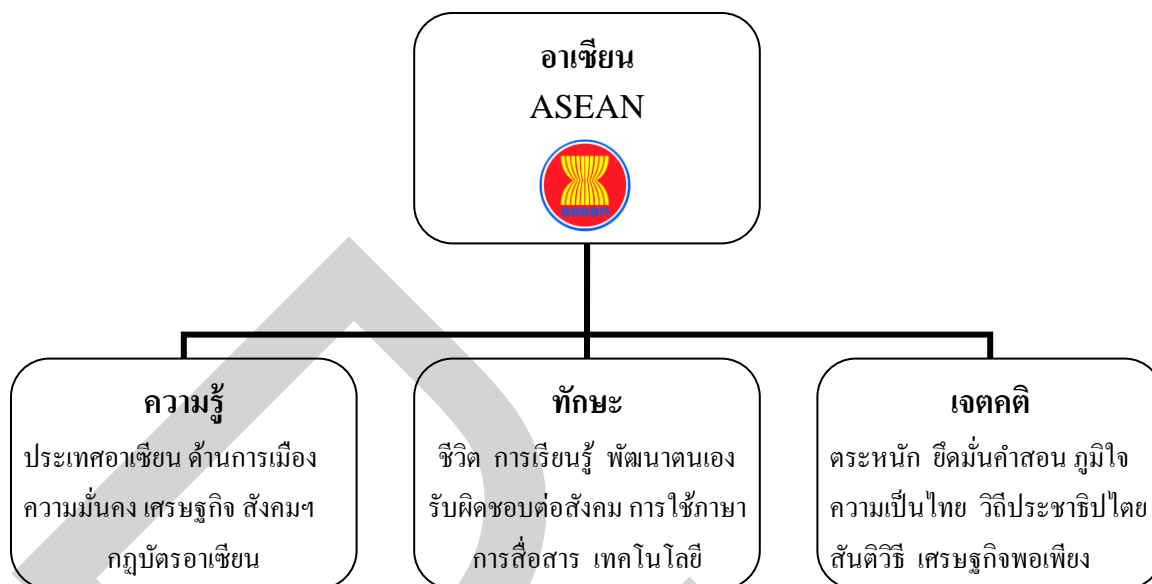 อาเซียน
ASEAN
asean
ความรู้
ประเทศอาเซียน ด้านการเมือง
ความมั่นคง เศรษฐกิจ สังคมฯ
กฎบัตรอาเซียน
ทักษะ
ชีวิต การเรียนรู้ พัฒนาตนเอง
รับผิดชอบต่อสังคม การใช้ภาษา
การสื่อสาร เทคโนโลยี
เจตคติ
ตระหนัก ยึดมั่นคำสอน ภูมิใจ
ความเป็นไทย วิถีประชาธิปไตย
สันติวิธี เศรษฐกิจพอเพียง